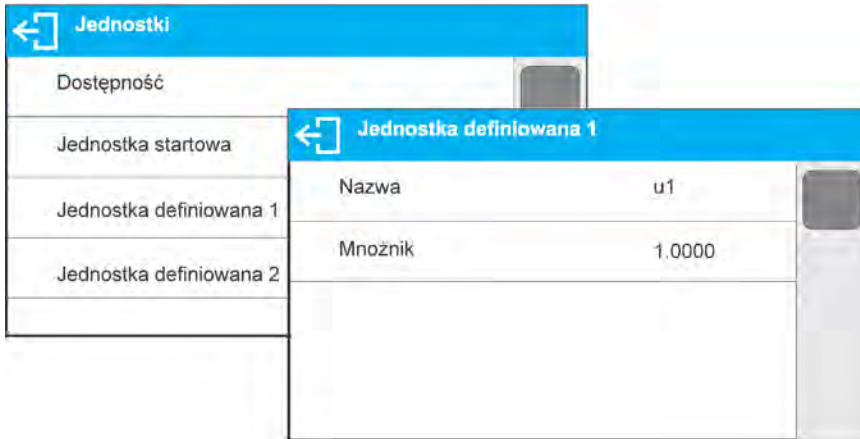 Jednostki
Dostępność
Jednostka startowa
Jednostka definiowana 1
Jednostka definiowana 2
Jednostka definiowana 1
Nazwa u1
Mnożnik 1.0000